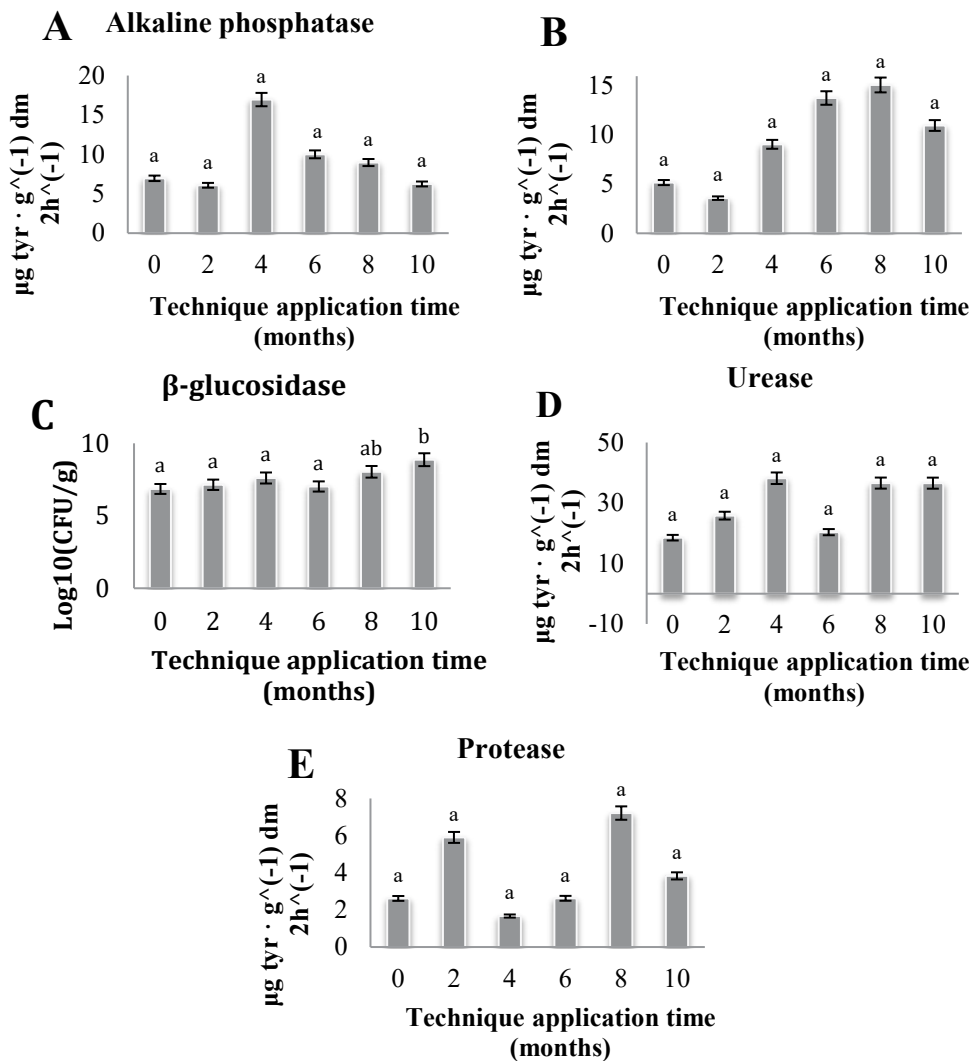 A
Alkaline phosphatase
µg tyr · g^(-1) dm
2h^(-1)
20
15
10
5
0
a
a
a
a
a
a
0 2 4 6 8 10
Technique application time
(months)
B
µg tyr · g^(-1) dm
2h^(-1)
15
10
5
0
a
a
a
a
a
a
0 2 4 6 8 10
Technique application time
(months)
β-glucosidase
C
Log10(CFU/g)
10
5
0
a
a
a
a
ab
b
0 2 4 6 8 10
Technique application time
(months)
Urease
D
µg tyr · g^(-1) dm
2h^(-1)
50
30
10
-10
a
a
a
a
a
a
0 2 4 6 8 10
Technique application time
(months)
Protease
E
µg tyr · g^(-1) dm
2h^(-1)
8
6
4
2
0
a
a
a
a
a
a
0 2 4 6 8 10
Technique application time
(months)